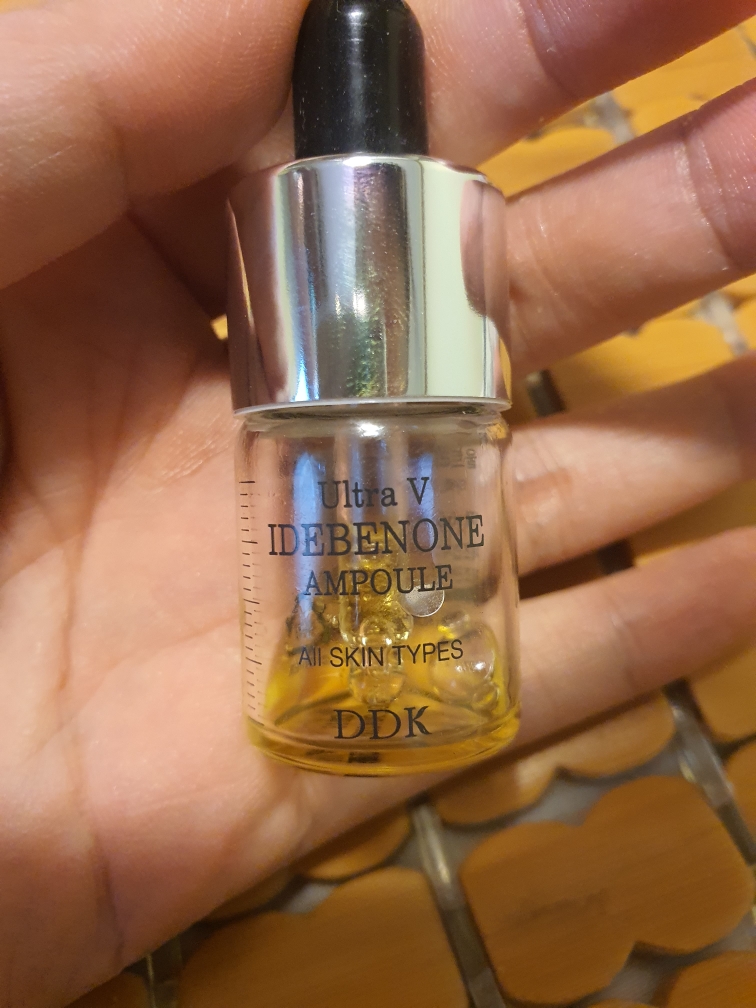 Ultra V
IDEBENONE
AMPOULE
All SKIN TYPES
DDK